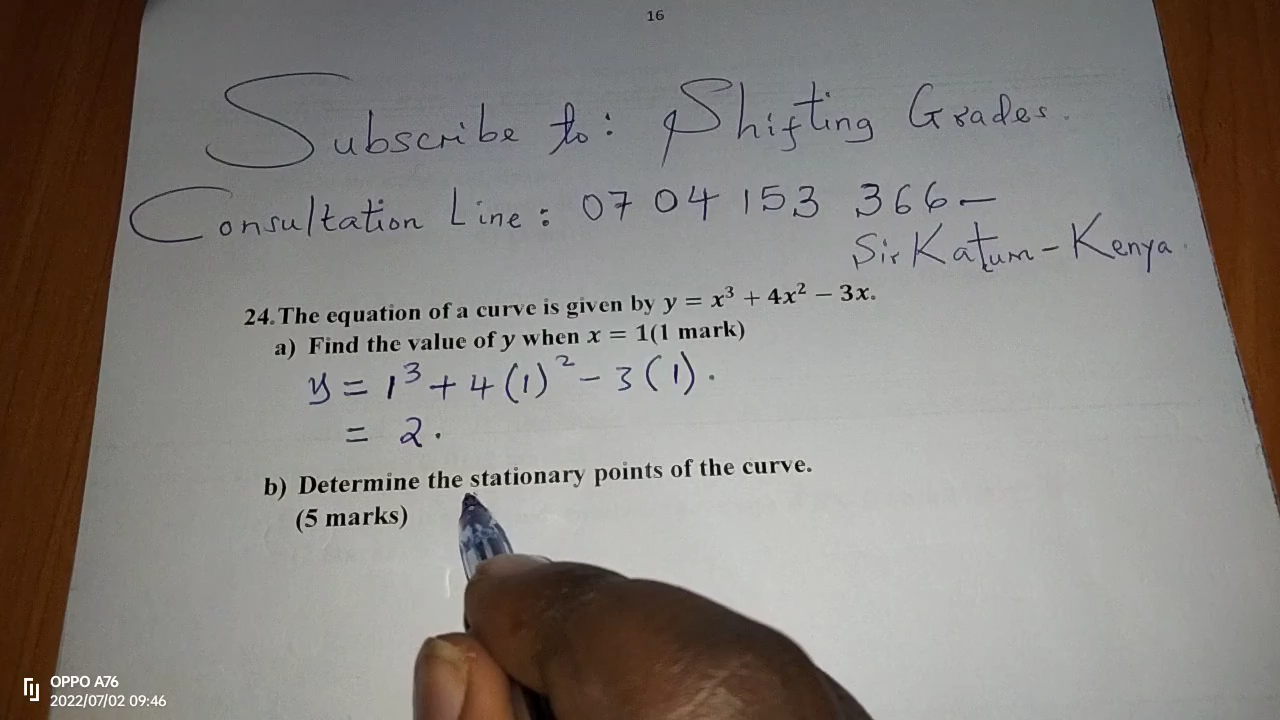 16
Subscribe to: Shifting Grades.
Consultation Line: 0704 153 366 –
Sir Katum - Kenya.
24. The equation of a curve is given by y = x³ + 4x² − 3x.
a) Find the value of y when x = 1(1 mark)
y = 1³ + 4(1)² − 3(1).
= 2.
b) Determine the stationary points of the curve.
(5 marks)
OPPO A76
2022/07/02 09:46